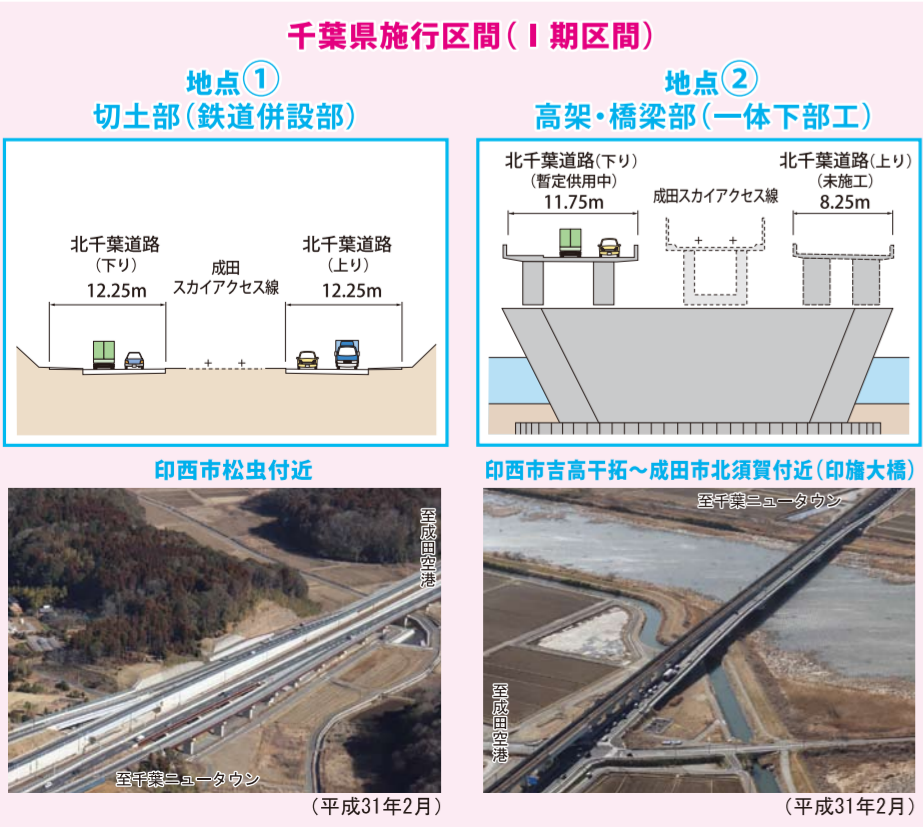 千葉県施行区間(Ⅰ期区間)
地点①
切土部(鉄道併設部)
北千葉道路
(下り)
12.25m
成田
スカイアクセス線
北千葉道路
(上り)
12.25m
印西市松虫付近
至成田空港
至千葉ニュータウン
(平成31年2月)
地点②
高架・橋梁部(一体下部工)
北千葉道路(下り)
(暫定供用中)
11.75m
成田スカイアクセス線
北千葉道路(上り)
(未施工)
8.25m
印西市吉高干拓～成田市北須賀付近(印旛大橋)
至千葉ニュータウン
至成田空港
(平成31年2月)